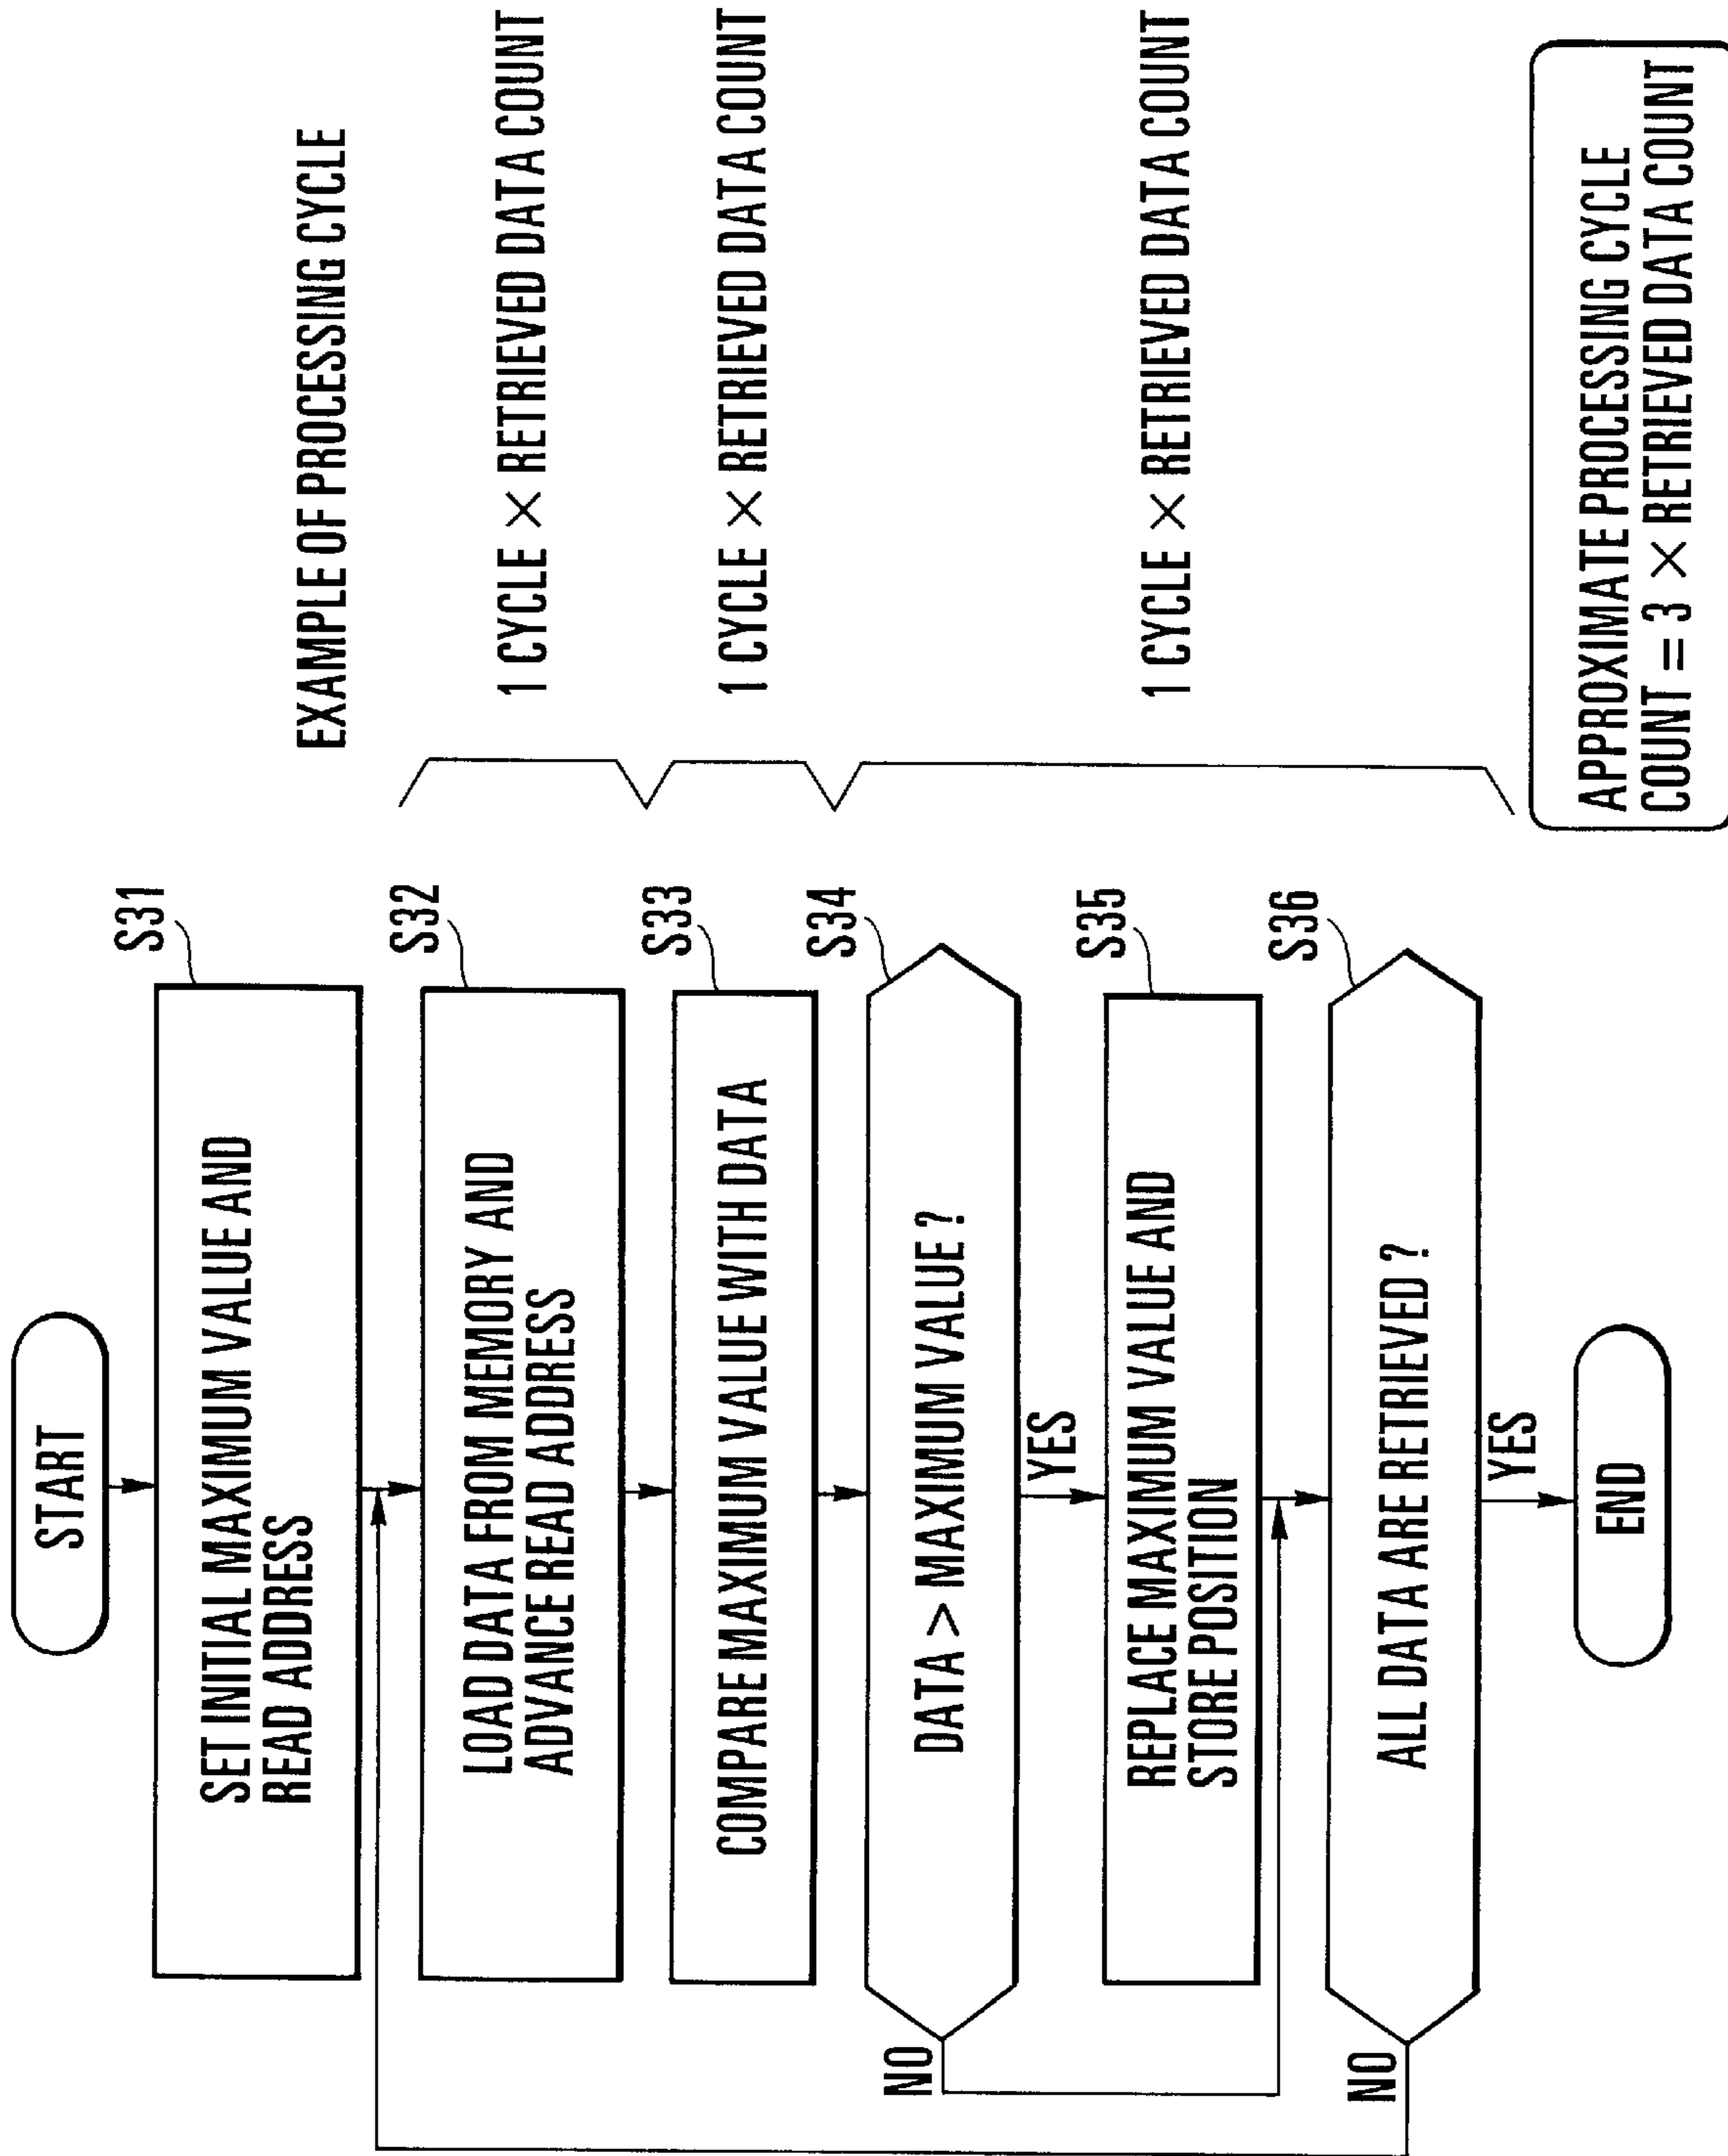 START
S31
SET INITIAL MAXIMUM VALUE AND
READ ADDRESS
EXAMPLE OF PROCESSING CYCLE
S32
LOAD DATA FROM MEMORY AND
ADVANCE READ ADDRESS
1 CYCLE × RETRIEVED DATA COUNT
S33
COMPARE MAXIMUM VALUE WITH DATA
1 CYCLE × RETRIEVED DATA COUNT
S34
DATA > MAXIMUM VALUE ?
NO
YES
S35
REPLACE MAXIMUM VALUE AND
STORE POSITION
1 CYCLE × RETRIEVED DATA COUNT
S36
ALL DATA ARE RETRIEVED ?
NO
YES
END
APPROXIMATE PROCESSING CYCLE
COUNT = 3 × RETRIEVED DATA COUNT